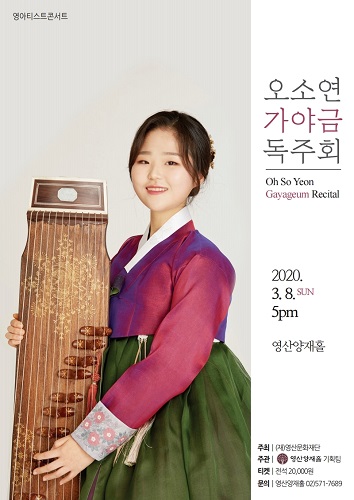 영아티스트콘서트
오소연
가야금
독주회
Oh So Yeon
Gayageum Recital
2020.
3. 8. SUN
5pm
영산양재홀
주최 | (재)영산문화재단
주관 | 영산양재홀 기획팀
티켓 | 전석 20,000원
문의 | 영산양재홀 02)571-7689